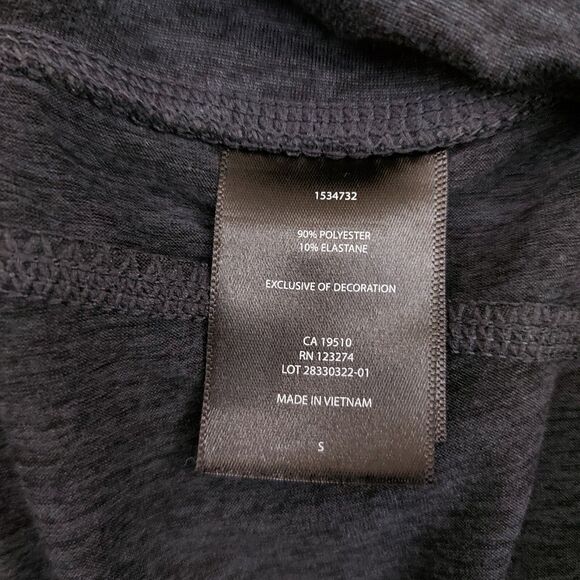 1534732
90% POLYESTER
10% ELASTANE
EXCLUSIVE OF DECORATION
CA 19510
RN 123274
LOT 28330322-01
MADE IN VIETNAM
S